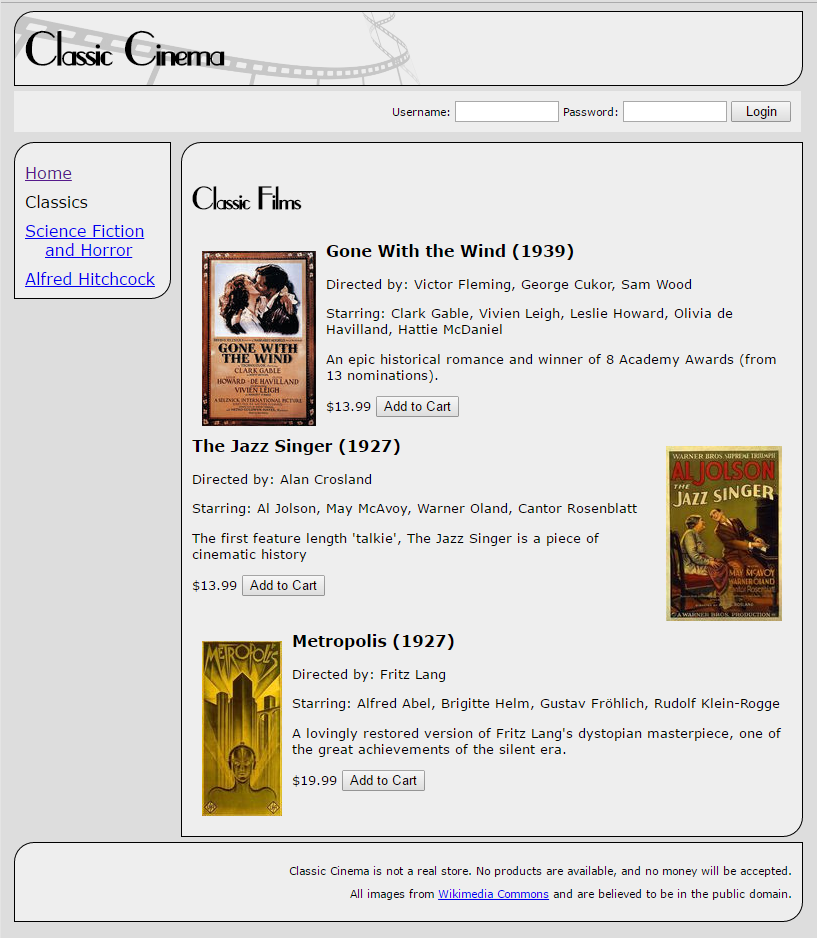 Classic Cinema
Username:
Password:
Login
Home
Classics
Science Fiction
and Horror
Alfred Hitchcock
Classic Films
GONE WITH
THE WIND
CLARK GABLE
VIVIEN LEIGH
Gone With the Wind (1939)
Directed by: Victor Fleming, George Cukor, Sam Wood
Starring: Clark Gable, Vivien Leigh, Leslie Howard, Olivia de
Havilland, Hattie McDaniel
An epic historical romance and winner of 8 Academy Awards (from
13 nominations).
$13.99 Add to Cart
The Jazz Singer (1927)
Directed by: Alan Crosland
Starring: Al Jolson, May McAvoy, Warner Oland, Cantor Rosenblatt
The first feature length 'talkie', The Jazz Singer is a piece of
cinematic history
$13.99 Add to Cart
WARNER BROS SUPREME TRIUMPH
AL JOLSON
THE
JAZZ SINGER
MAY McAVOY
WARNER OLAND
Cantor Rosenblatt
A WARNER BROS. PRODUCTION
METROPOLIS
Metropolis (1927)
Directed by: Fritz Lang
Starring: Alfred Abel, Brigitte Helm, Gustav Fröhlich, Rudolf Klein-Rogge
A lovingly restored version of Fritz Lang's dystopian masterpiece, one of
the great achievements of the silent era.
$19.99 Add to Cart
Classic Cinema is not a real store. No products are available, and no money will be accepted.
All images from Wikimedia Commons and are believed to be in the public domain.